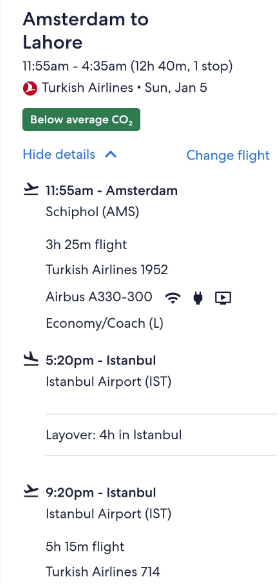 Amsterdam to
Lahore
11:55am - 4:35am (12h 40m, 1 stop)
Turkish Airlines • Sun, Jan 5
Below average CO₂
Hide details
Change flight
11:55am - Amsterdam
Schiphol (AMS)
3h 25m flight
Turkish Airlines 1952
Airbus A330-300
Economy/Coach (L)
5:20pm - Istanbul
Istanbul Airport (IST)
Layover: 4h in Istanbul
9:20pm - Istanbul
Istanbul Airport (IST)
5h 15m flight
Turkish Airlines 714